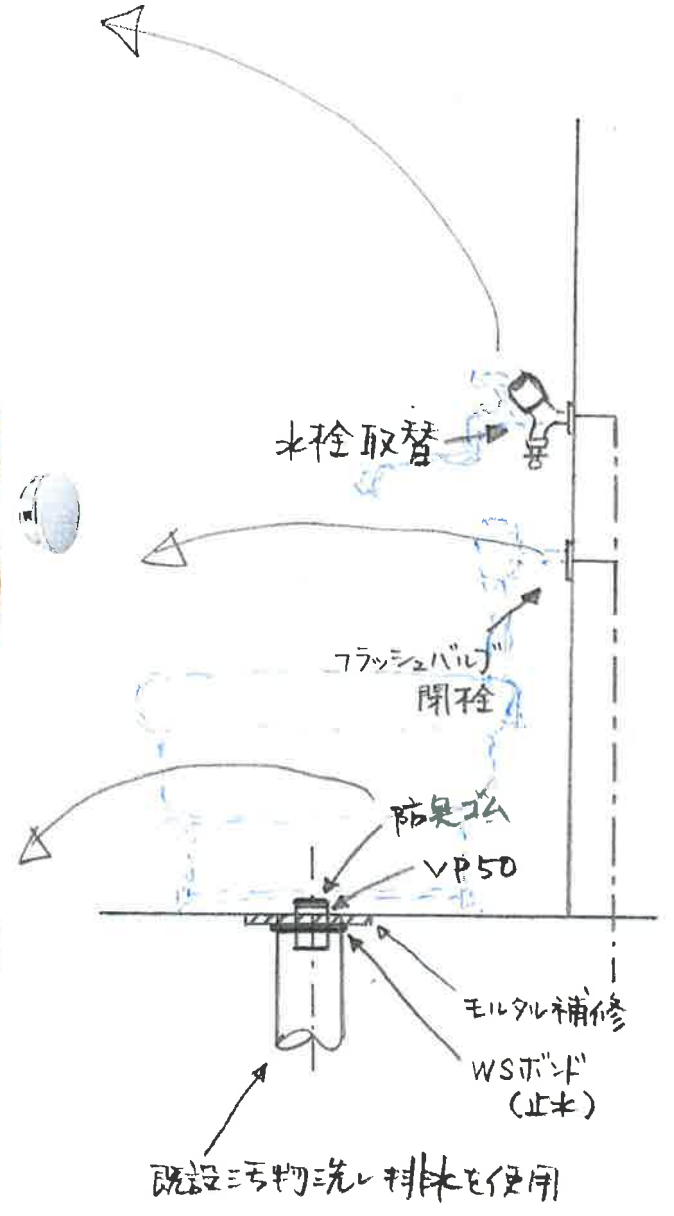 水栓取替
フラッシュバルブ
閉栓
防臭ゴム
VP50
モルタル補修
WSボンド
(止水)
既設汚物洗い排水を使用